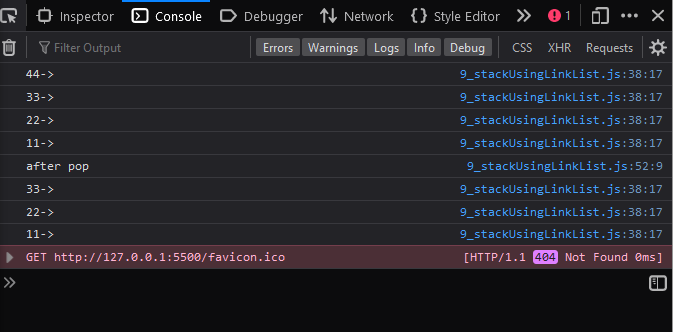 Inspector Console Debugger Network Style Editor 1
Filter Output Errors Warnings Logs Info Debug CSS XHR Requests
44-> 9_stackUsingLinkList.js:38:17
33-> 9_stackUsingLinkList.js:38:17
22-> 9_stackUsingLinkList.js:38:17
11-> 9_stackUsingLinkList.js:38:17
after pop 9_stackUsingLinkList.js:52:9
33-> 9_stackUsingLinkList.js:38:17
22-> 9_stackUsingLinkList.js:38:17
11-> 9_stackUsingLinkList.js:38:17
GET http://127.0.0.1:5500/favicon.ico [HTTP/1.1 404 Not Found 0ms]